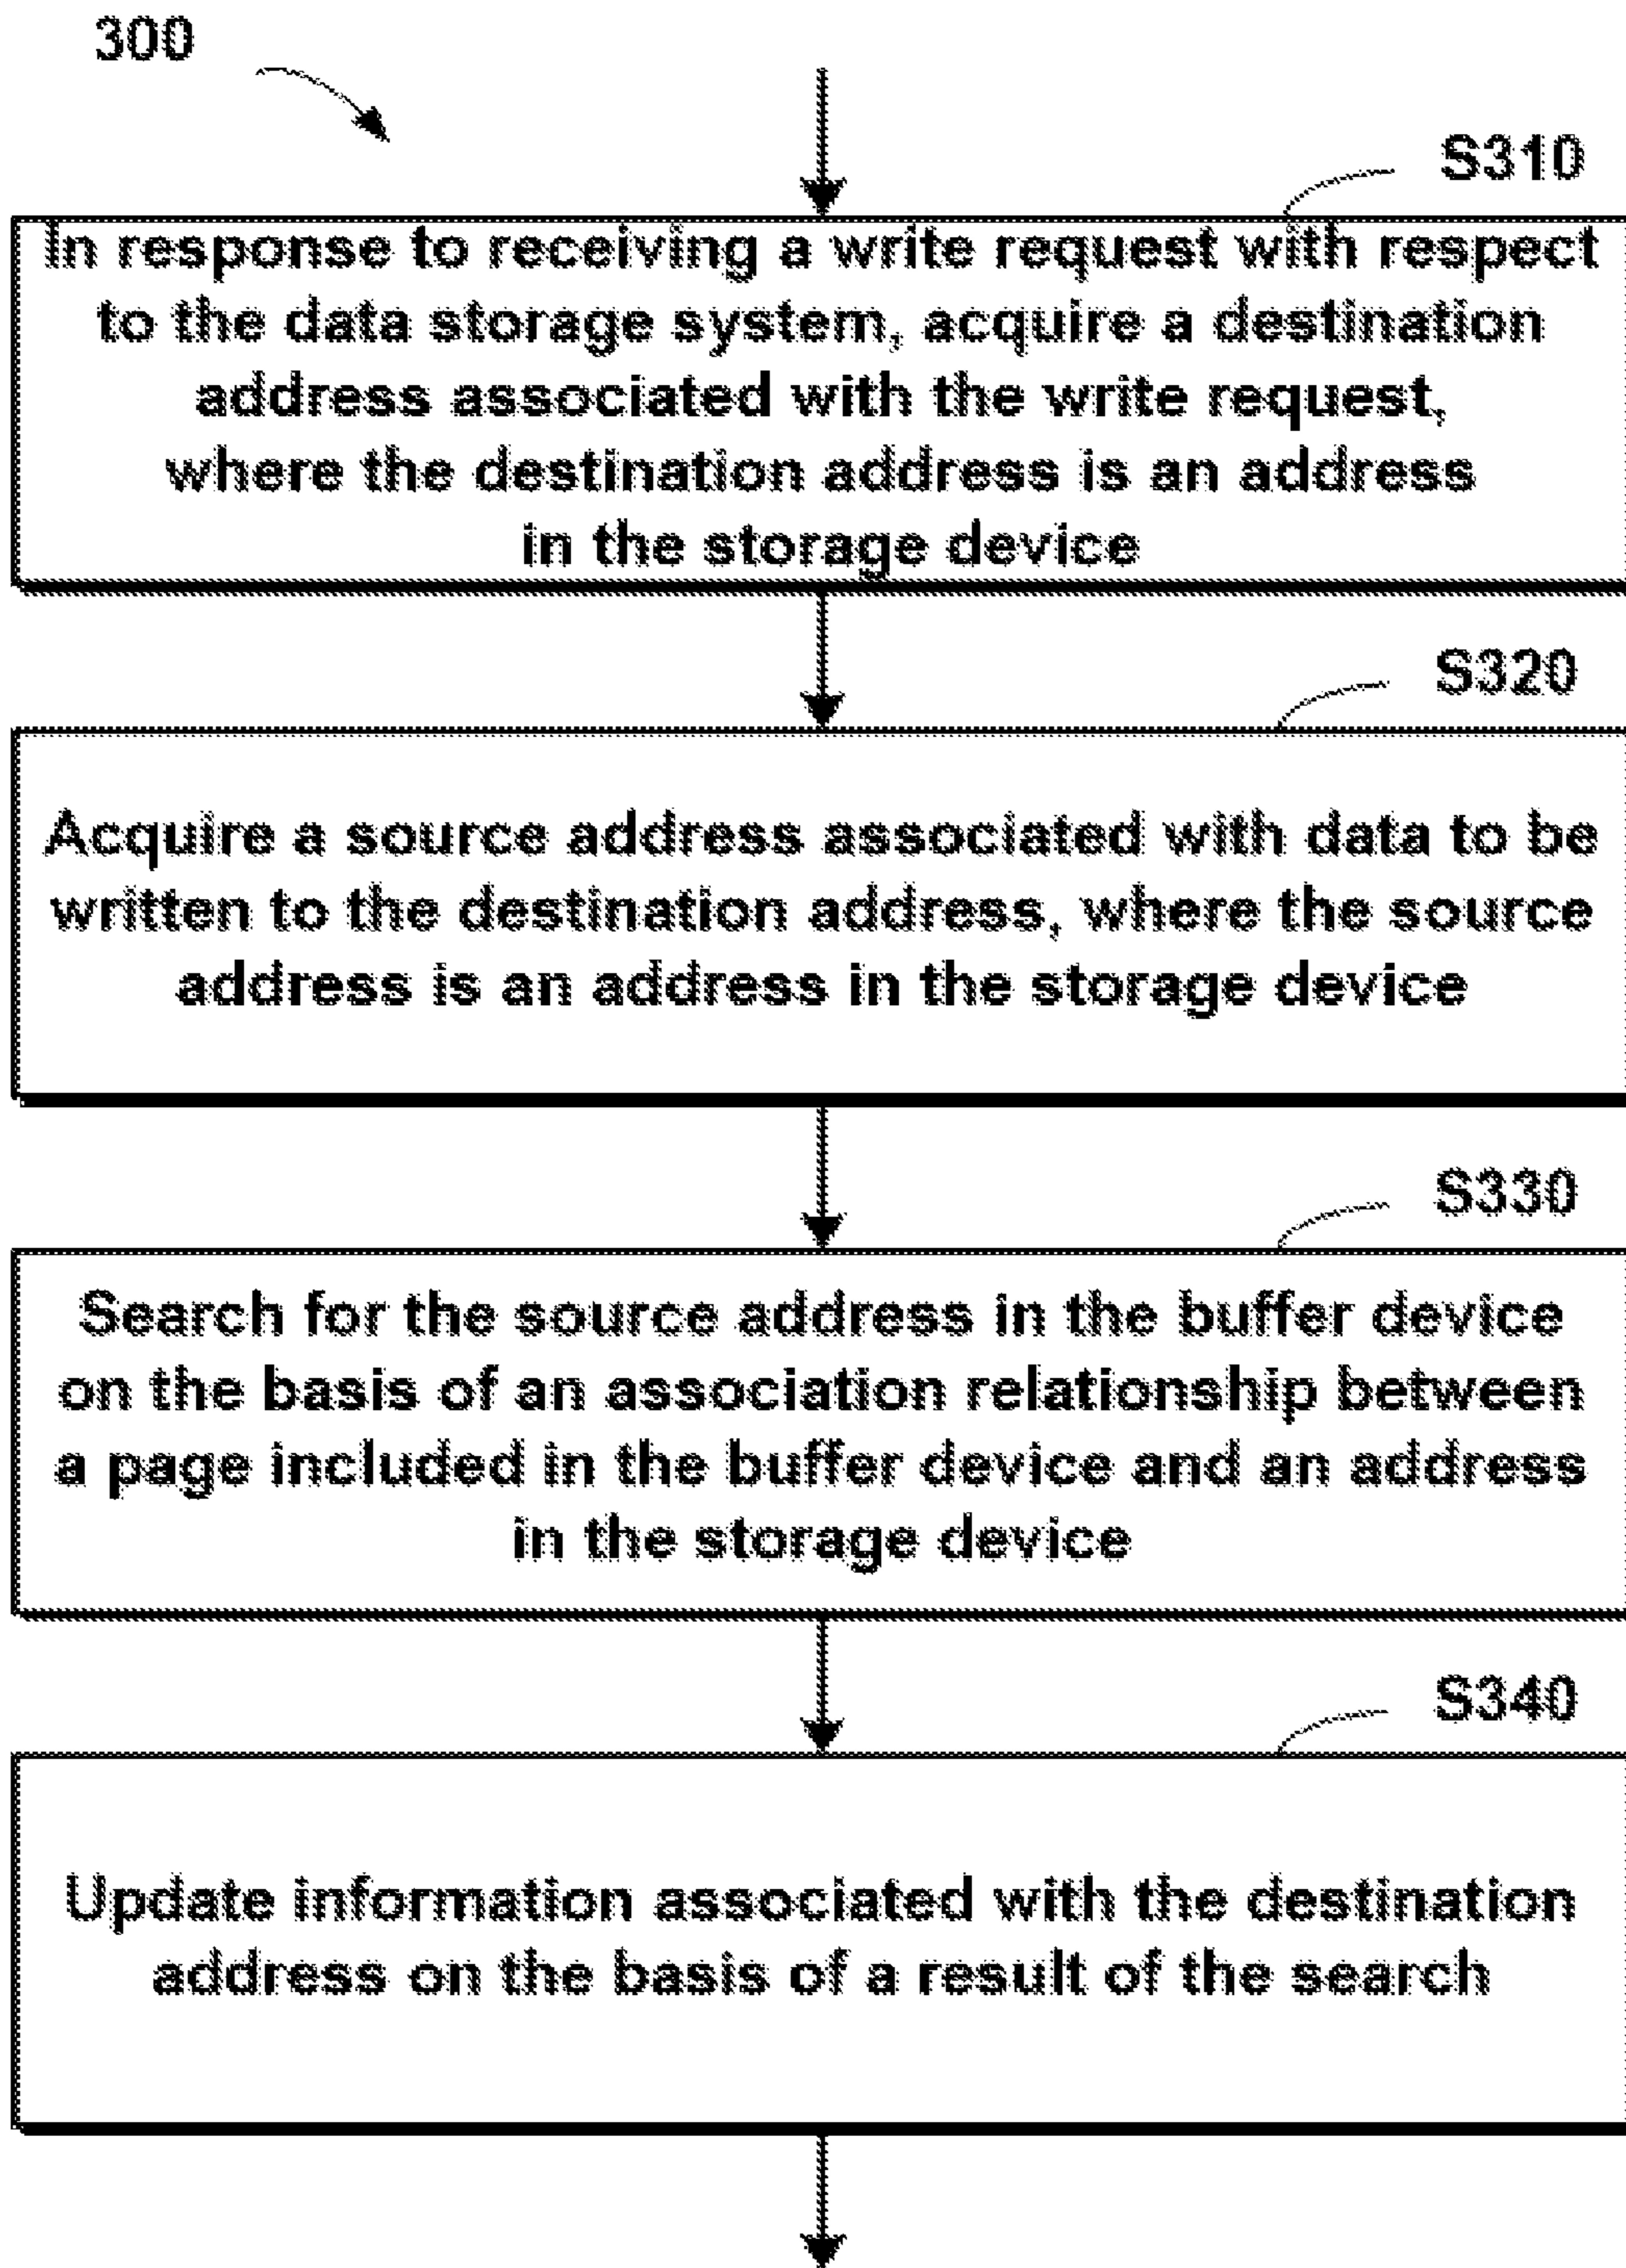 300
S310
In response to receiving a write request with respect
to the data storage system, acquire a destination
address associated with the write request,
where the destination address is an address
in the storage device
S320
Acquire a source address associated with data to be
written to the destination address, where the source
address is an address in the storage device
S330
Search for the source address in the buffer device
on the basis of an association relationship between
a page included in the buffer device and an address
in the storage device
S340
Update information associated with the destination
address on the basis of a result of the search